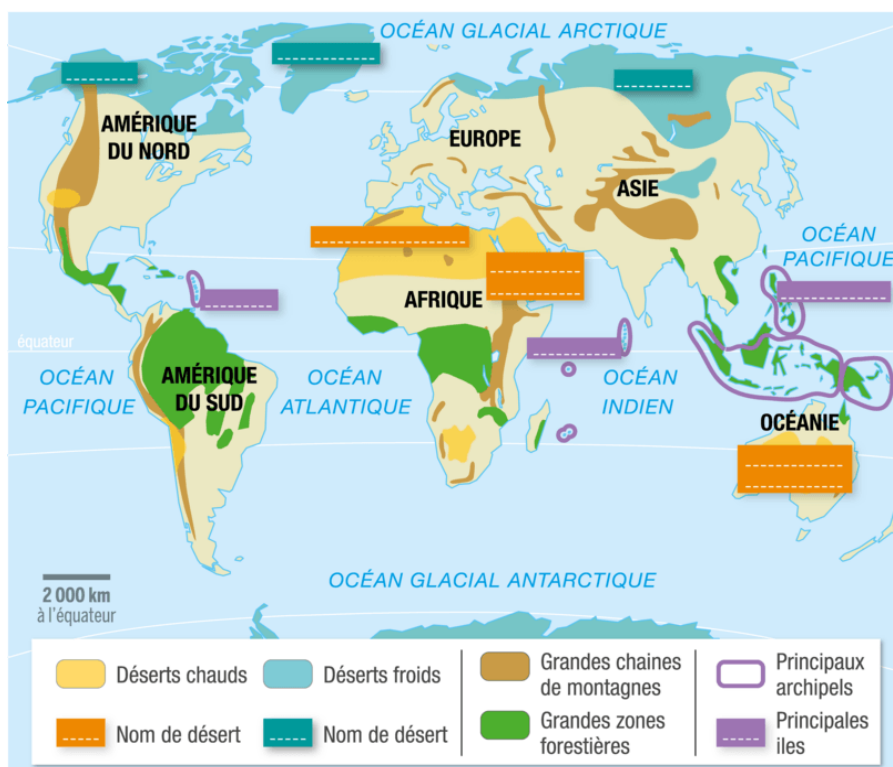 OCÉAN GLACIAL ARCTIQUE
AMÉRIQUE
DU NORD
EUROPE
ASIE
OCÉAN
PACIFIQUE
AFRIQUE
équateur
OCÉAN
PACIFIQUE
AMÉRIQUE
DU SUD
OCÉAN
ATLANTIQUE
OCÉAN
INDIEN
OCÉANIE
2 000 km
à l'équateur
OCÉAN GLACIAL ANTARCTIQUE
Déserts chauds
Déserts froids
Grandes chaines
de montagnes
Principaux
archipels
Nom de désert
Nom de désert
Grandes zones
forestières
Principales
iles